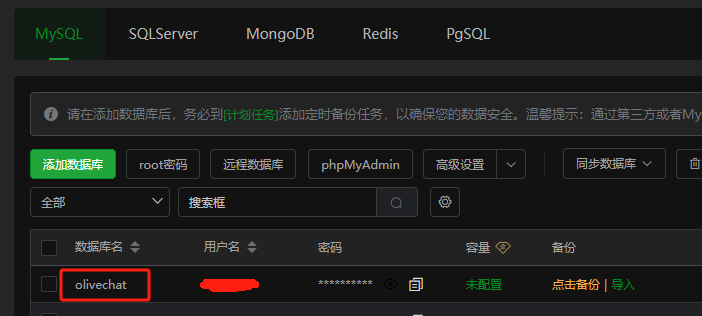 MySQL SQLServer MongoDB Redis PgSQL
请在添加数据库后，务必到[计划任务]添加定时备份任务，以确保您的数据安全。温馨提示：通过第三方或者My
添加数据库 root密码 远程数据库 phpMyAdmin 高级设置 同步数据库
全部 搜索框
数据库名 用户名 密码 容量 备份
olivechat ********** 未配置 点击备份 | 导入